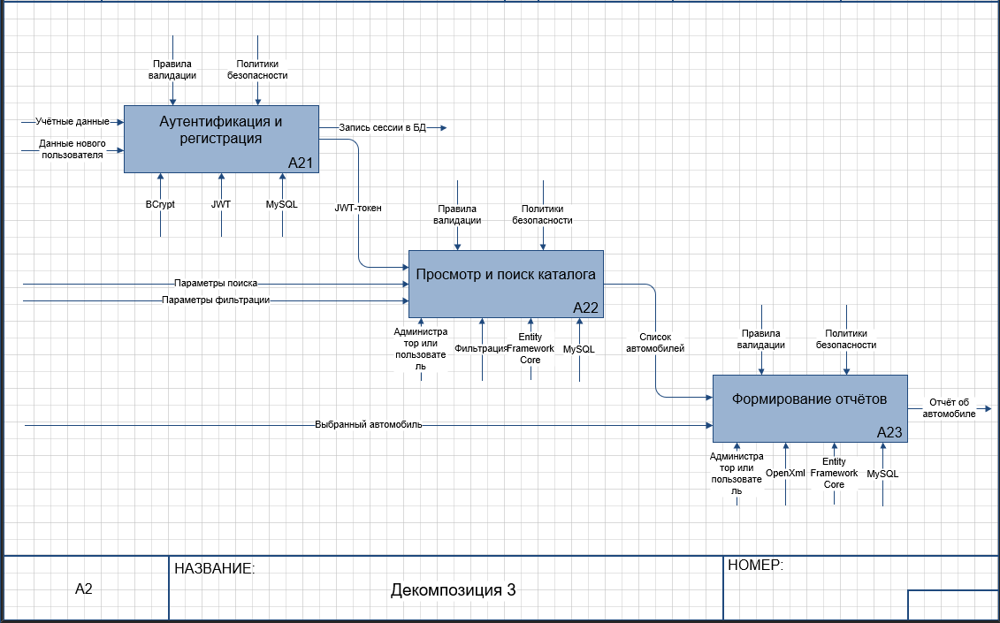 Правила
валидации
Политики
безопасности
Учётные данные
Данные нового
пользователя
Аутентификация и
регистрация
A21
Запись сессии в БД
BCrypt
JWT
MySQL
JWT-токен
Правила
валидации
Политики
безопасности
Параметры поиска
Параметры фильтрации
Просмотр и поиск каталога
A22
Администра
тор или
пользовате
ль
Фильтрация
Entity
Framework
Core
MySQL
Список
автомобилей
Правила
валидации
Политики
безопасности
Выбранный автомобиль
Формирование отчётов
A23
Отчёт об
автомобиле
Администра
тор или
пользовате
ль
OpenXml
Entity
Framework
Core
MySQL
A2
НАЗВАНИЕ:
Декомпозиция 3
НОМЕР: